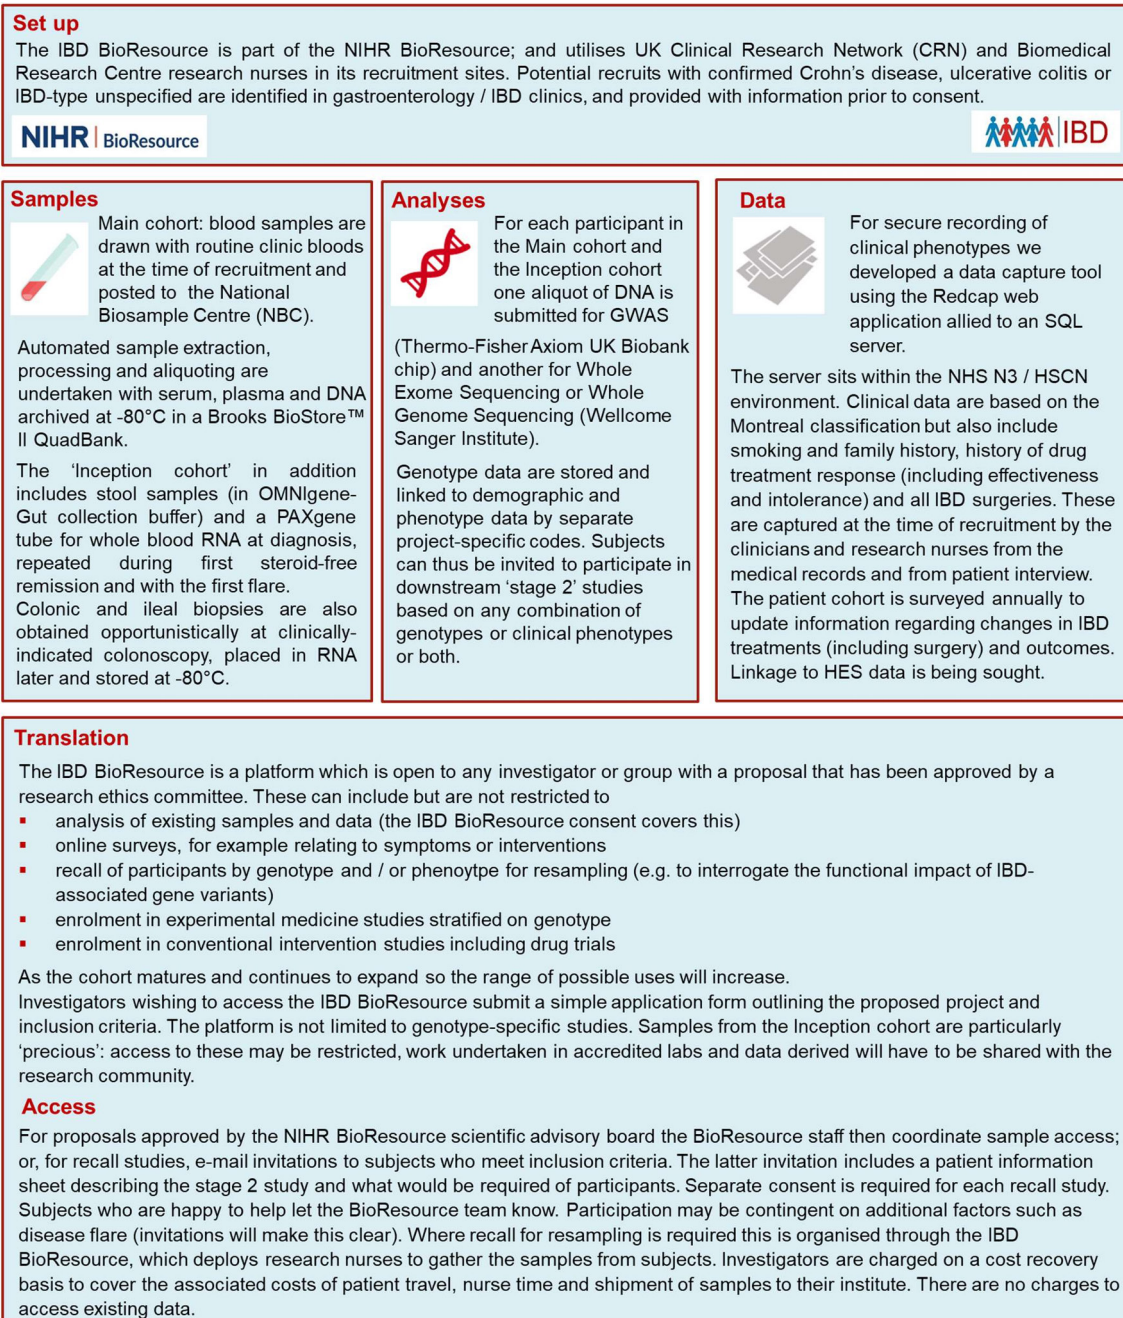 Set up
The IBD BioResource is part of the NIHR BioResource; and utilises UK Clinical Research Network (CRN) and Biomedical
Research Centre research nurses in its recruitment sites. Potential recruits with confirmed Crohn's disease, ulcerative colitis or
IBD-type unspecified are identified in gastroenterology / IBD clinics, and provided with information prior to consent.
NIHR | BioResource
IBD
Samples
Main cohort: blood samples are
drawn with routine clinic bloods
at the time of recruitment and
posted to the National
Biosample Centre (NBC).
Automated sample extraction,
processing and aliquoting are
undertaken with serum, plasma and DNA
archived at -80°C in a Brooks BioStore™
II QuadBank.
The 'Inception cohort' in addition
includes stool samples (in OMNIgene-
Gut collection buffer) and a PAXgene
tube for whole blood RNA at diagnosis,
repeated during first steroid-free
remission and with the first flare.
Colonic and ileal biopsies are also
obtained opportunistically at clinically-
indicated colonoscopy, placed in RNA
later and stored at -80°C.
Analyses
For each participant in
the Main cohort and
the Inception cohort
one aliquot of DNA is
submitted for GWAS
(Thermo-Fisher Axiom UK Biobank
chip) and another for Whole
Exome Sequencing or Whole
Genome Sequencing (Wellcome
Sanger Institute).
Genotype data are stored and
linked to demographic and
phenotype data by separate
project-specific codes. Subjects
can thus be invited to participate in
downstream 'stage 2' studies
based on any combination of
genotypes or clinical phenotypes
or both.
Data
For secure recording of
clinical phenotypes we
developed a data capture tool
using the Redcap web
application allied to an SQL
server.
The server sits within the NHS N3 / HSCN
environment. Clinical data are based on the
Montreal classification but also include
smoking and family history, history of drug
treatment response (including effectiveness
and intolerance) and all IBD surgeries. These
are captured at the time of recruitment by the
clinicians and research nurses from the
medical records and from patient interview.
The patient cohort is surveyed annually to
update information regarding changes in IBD
treatments (including surgery) and outcomes.
Linkage to HES data is being sought.
Translation
The IBD BioResource is a platform which is open to any investigator or group with a proposal that has been approved by a
research ethics committee. These can include but are not restricted to
▪ analysis of existing samples and data (the IBD BioResource consent covers this)
▪ online surveys, for example relating to symptoms or interventions
▪ recall of participants by genotype and / or phenoytpe for resampling (e.g. to interrogate the functional impact of IBD-
associated gene variants)
▪ enrolment in experimental medicine studies stratified on genotype
▪ enrolment in conventional intervention studies including drug trials
As the cohort matures and continues to expand so the range of possible uses will increase.
Investigators wishing to access the IBD BioResource submit a simple application form outlining the proposed project and
inclusion criteria. The platform is not limited to genotype-specific studies. Samples from the Inception cohort are particularly
'precious': access to these may be restricted, work undertaken in accredited labs and data derived will have to be shared with the
research community.
Access
For proposals approved by the NIHR BioResource scientific advisory board the BioResource staff then coordinate sample access;
or, for recall studies, e-mail invitations to subjects who meet inclusion criteria. The latter invitation includes a patient information
sheet describing the stage 2 study and what would be required of participants. Separate consent is required for each recall study.
Subjects who are happy to help let the BioResource team know. Participation may be contingent on additional factors such as
disease flare (invitations will make this clear). Where recall for resampling is required this is organised through the IBD
BioResource, which deploys research nurses to gather the samples from subjects. Investigators are charged on a cost recovery
basis to cover the associated costs of patient travel, nurse time and shipment of samples to their institute. There are no charges to
access existing data.